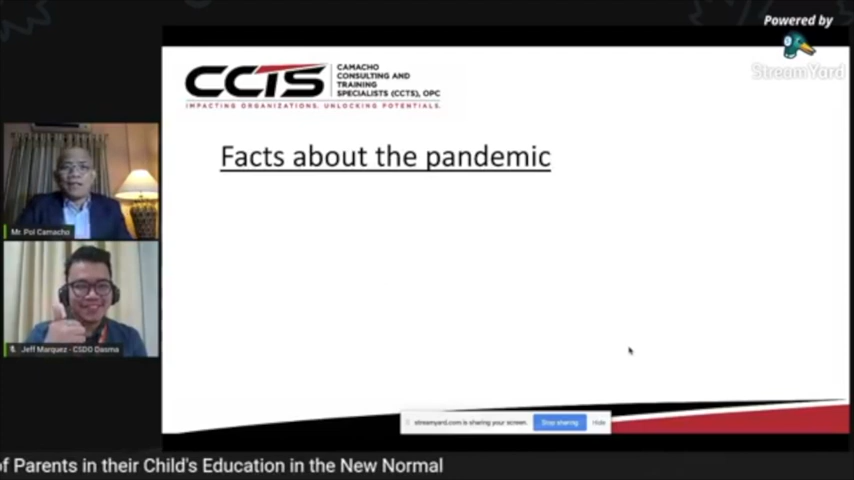 Powered by
StreamYard
CCTS
CAMACHO
CONSULTING AND
TRAINING
SPECIALISTS (CCTS), OPC
IMPACTING ORGANIZATIONS. UNLOCKING POTENTIALS.
Facts about the pandemic
Mr. Pol Camacho
Jeff Marquez - CSDO Dasma
streamyard.com is sharing your screen.
Stop sharing
Hide
of Parents in their Child's Education in the New Normal